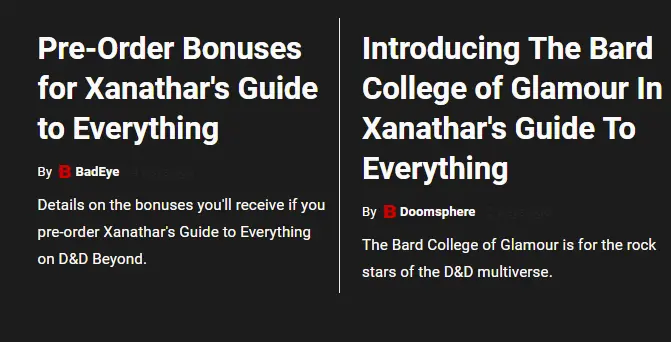 Pre-Order Bonuses
for Xanathar's Guide
to Everything
By B BadEye
Details on the bonuses you'll receive if you
pre-order Xanathar's Guide to Everything
on D&D Beyond.
Introducing The Bard
College of Glamour In
Xanathar's Guide To
Everything
By B Doomsphere
The Bard College of Glamour is for the rock
stars of the D&D multiverse.